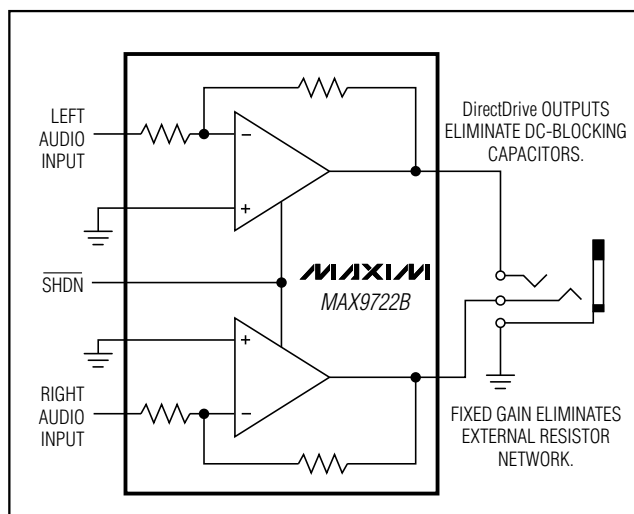 LEFT
AUDIO
INPUT
DirectDrive OUTPUTS
ELIMINATE DC-BLOCKING
CAPACITORS.
−
+
SHDN
MAXIM
MAX9722B
+
−
RIGHT
AUDIO
INPUT
FIXED GAIN ELIMINATES
EXTERNAL RESISTOR
NETWORK.